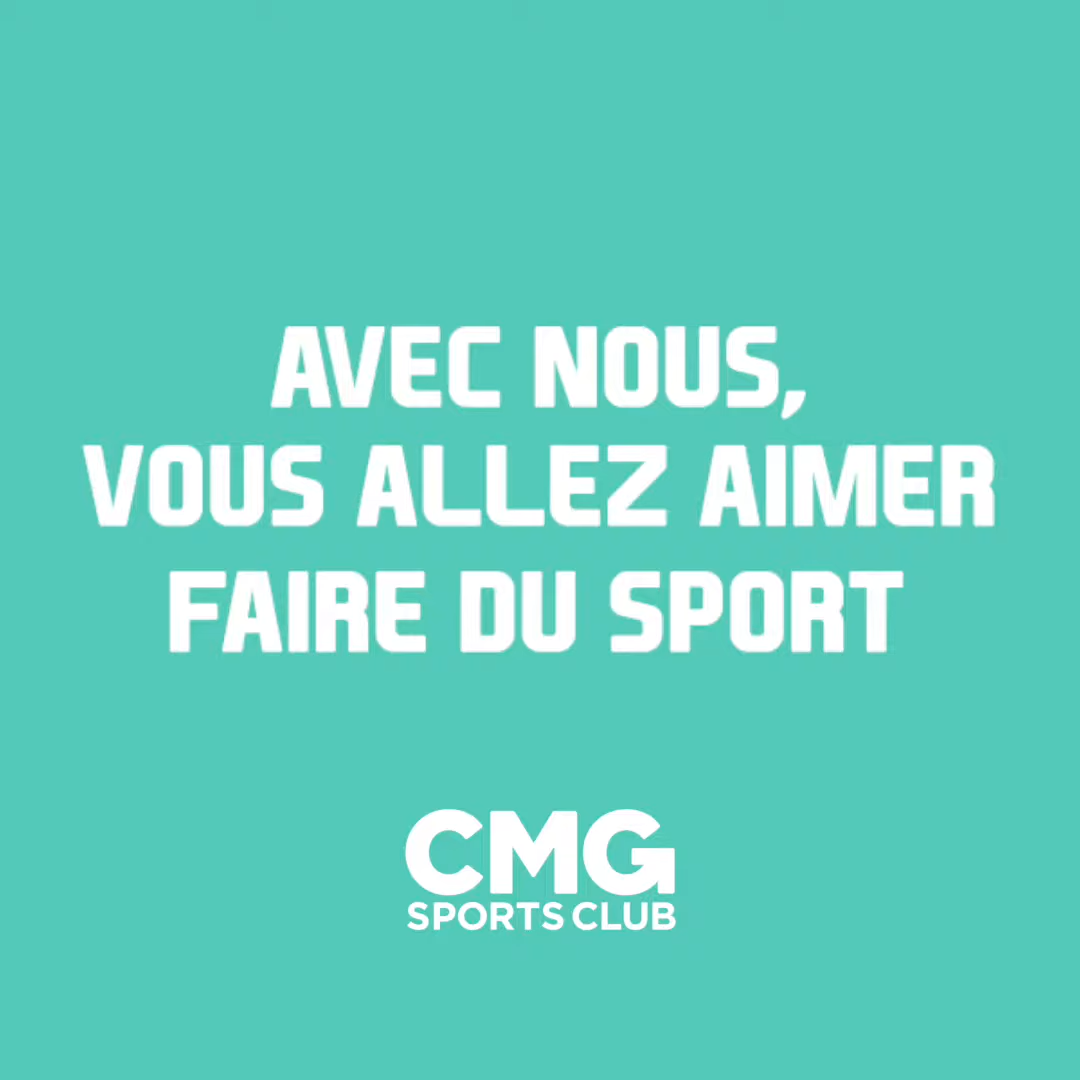 AVEC NOUS,
VOUS ALLEZ AIMER
FAIRE DU SPORT
CMG
SPORTS CLUB